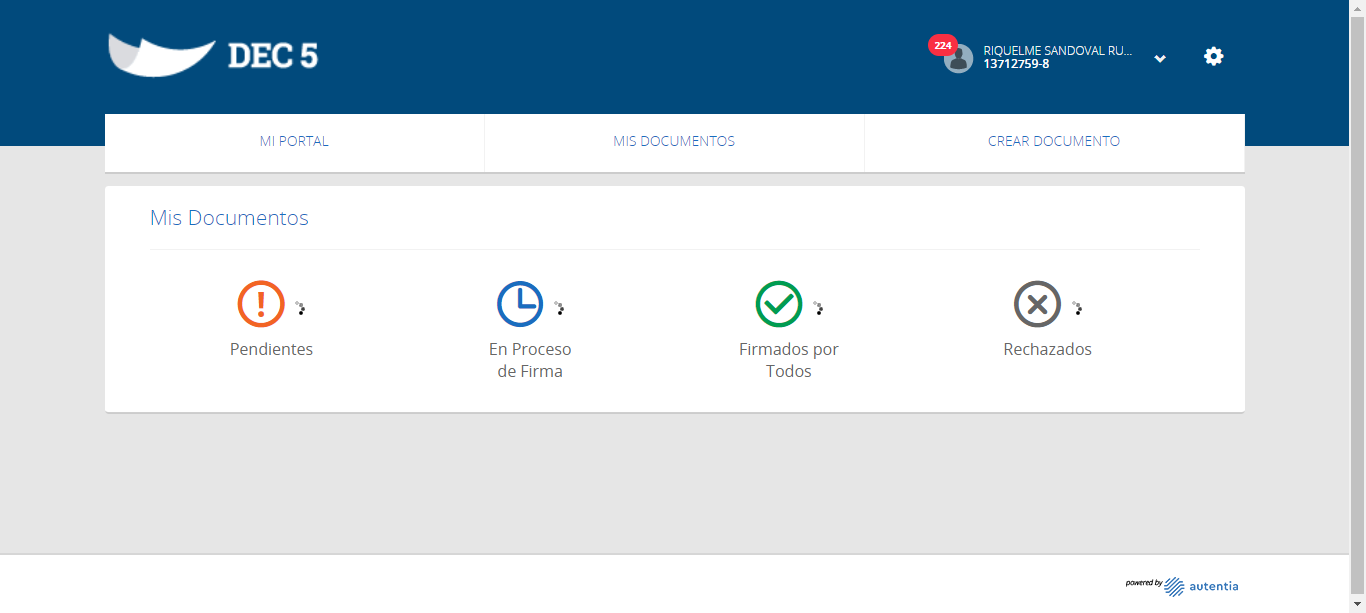 DEC 5
224
RIQUELME SANDOVAL RU...
13712759-8
MI PORTAL
MIS DOCUMENTOS
CREAR DOCUMENTO
Mis Documentos
Pendientes
En Proceso
de Firma
Firmados por
Todos
Rechazados
powered by
autentia